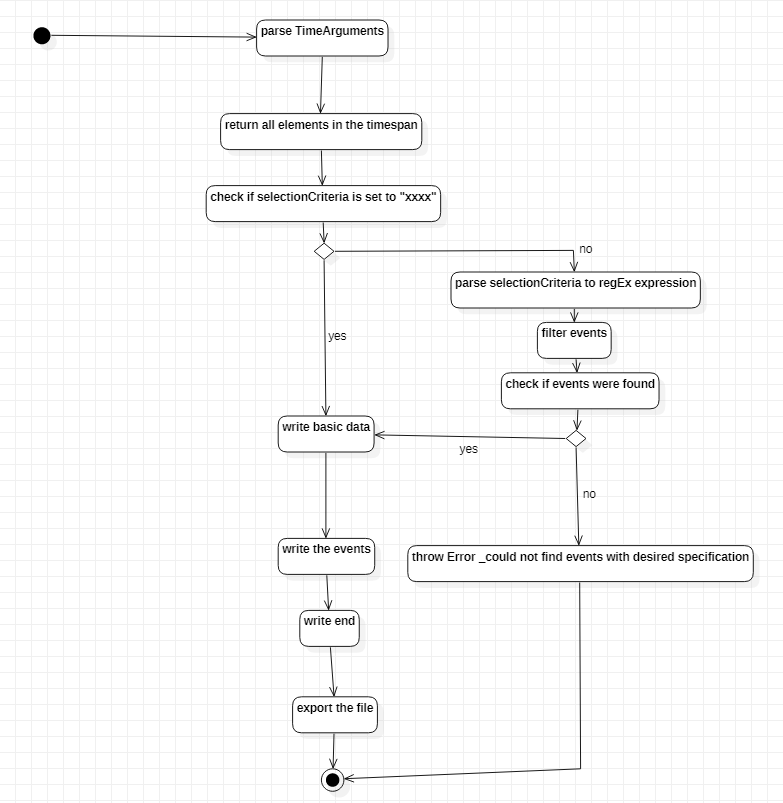 parse TimeArguments
return all elements in the timespan
check if selectionCriteria is set to "xxxx"
no
parse selectionCriteria to regEx expression
filter events
yes
check if events were found
write basic data
yes
no
write the events
throw Error _could not find events with desired specification
write end
export the file